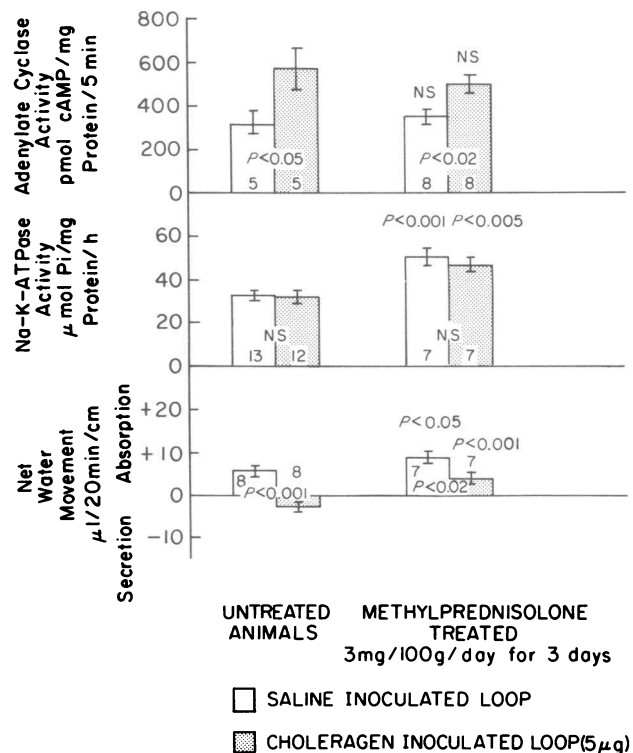 Adenylate Cyclase
Activity
pmol cAMP/mg
Protein/5 min
800
600
400
200
0
P<0.05
5
5
NS
NS
P<0.02
8
8
Na-K-ATPase
Activity
μ mol Pi/mg
Protein/h
60
40
20
0
NS
13
12
P<0.001
P<0.005
NS
7
7
Net
Water
Movement
μl/20min/cm
Secretion
Absorption
+20
+10
0
-10
8
8
P<0.001
P<0.05
P<0.001
7
7
P<0.02
UNTREATED
ANIMALS
METHYLPREDNISOLONE
TREATED
3mg/100g/day for 3 days
SALINE INOCULATED LOOP
CHOLERAGEN INOCULATED LOOP(5μg)